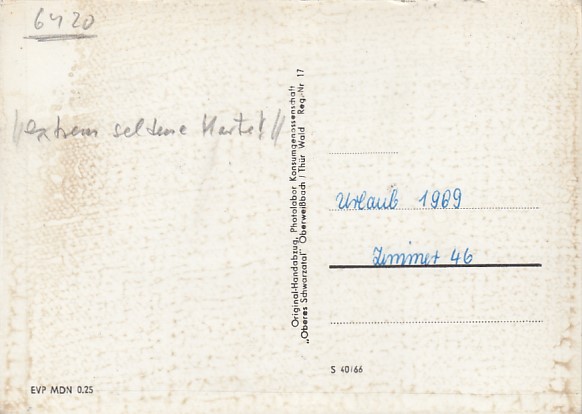 6420
//extrem seltene Karte!//
Original-Handabzug, Photolabor Konsumgenossenschaft
„Oberes Schwarzatal" Oberweißbach/Thür Wald Reg.-Nr 17
Urlaub 1969
Zimmer 46
S 40/66
EVP MDN 0.25